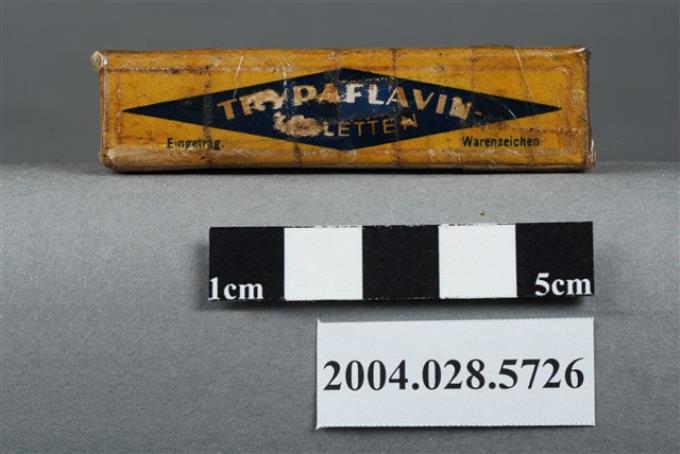 TRYPAFLAVIN-
LETTEN
Eingetrag. Warenzeichen
1cm 5cm
2004.028.5726